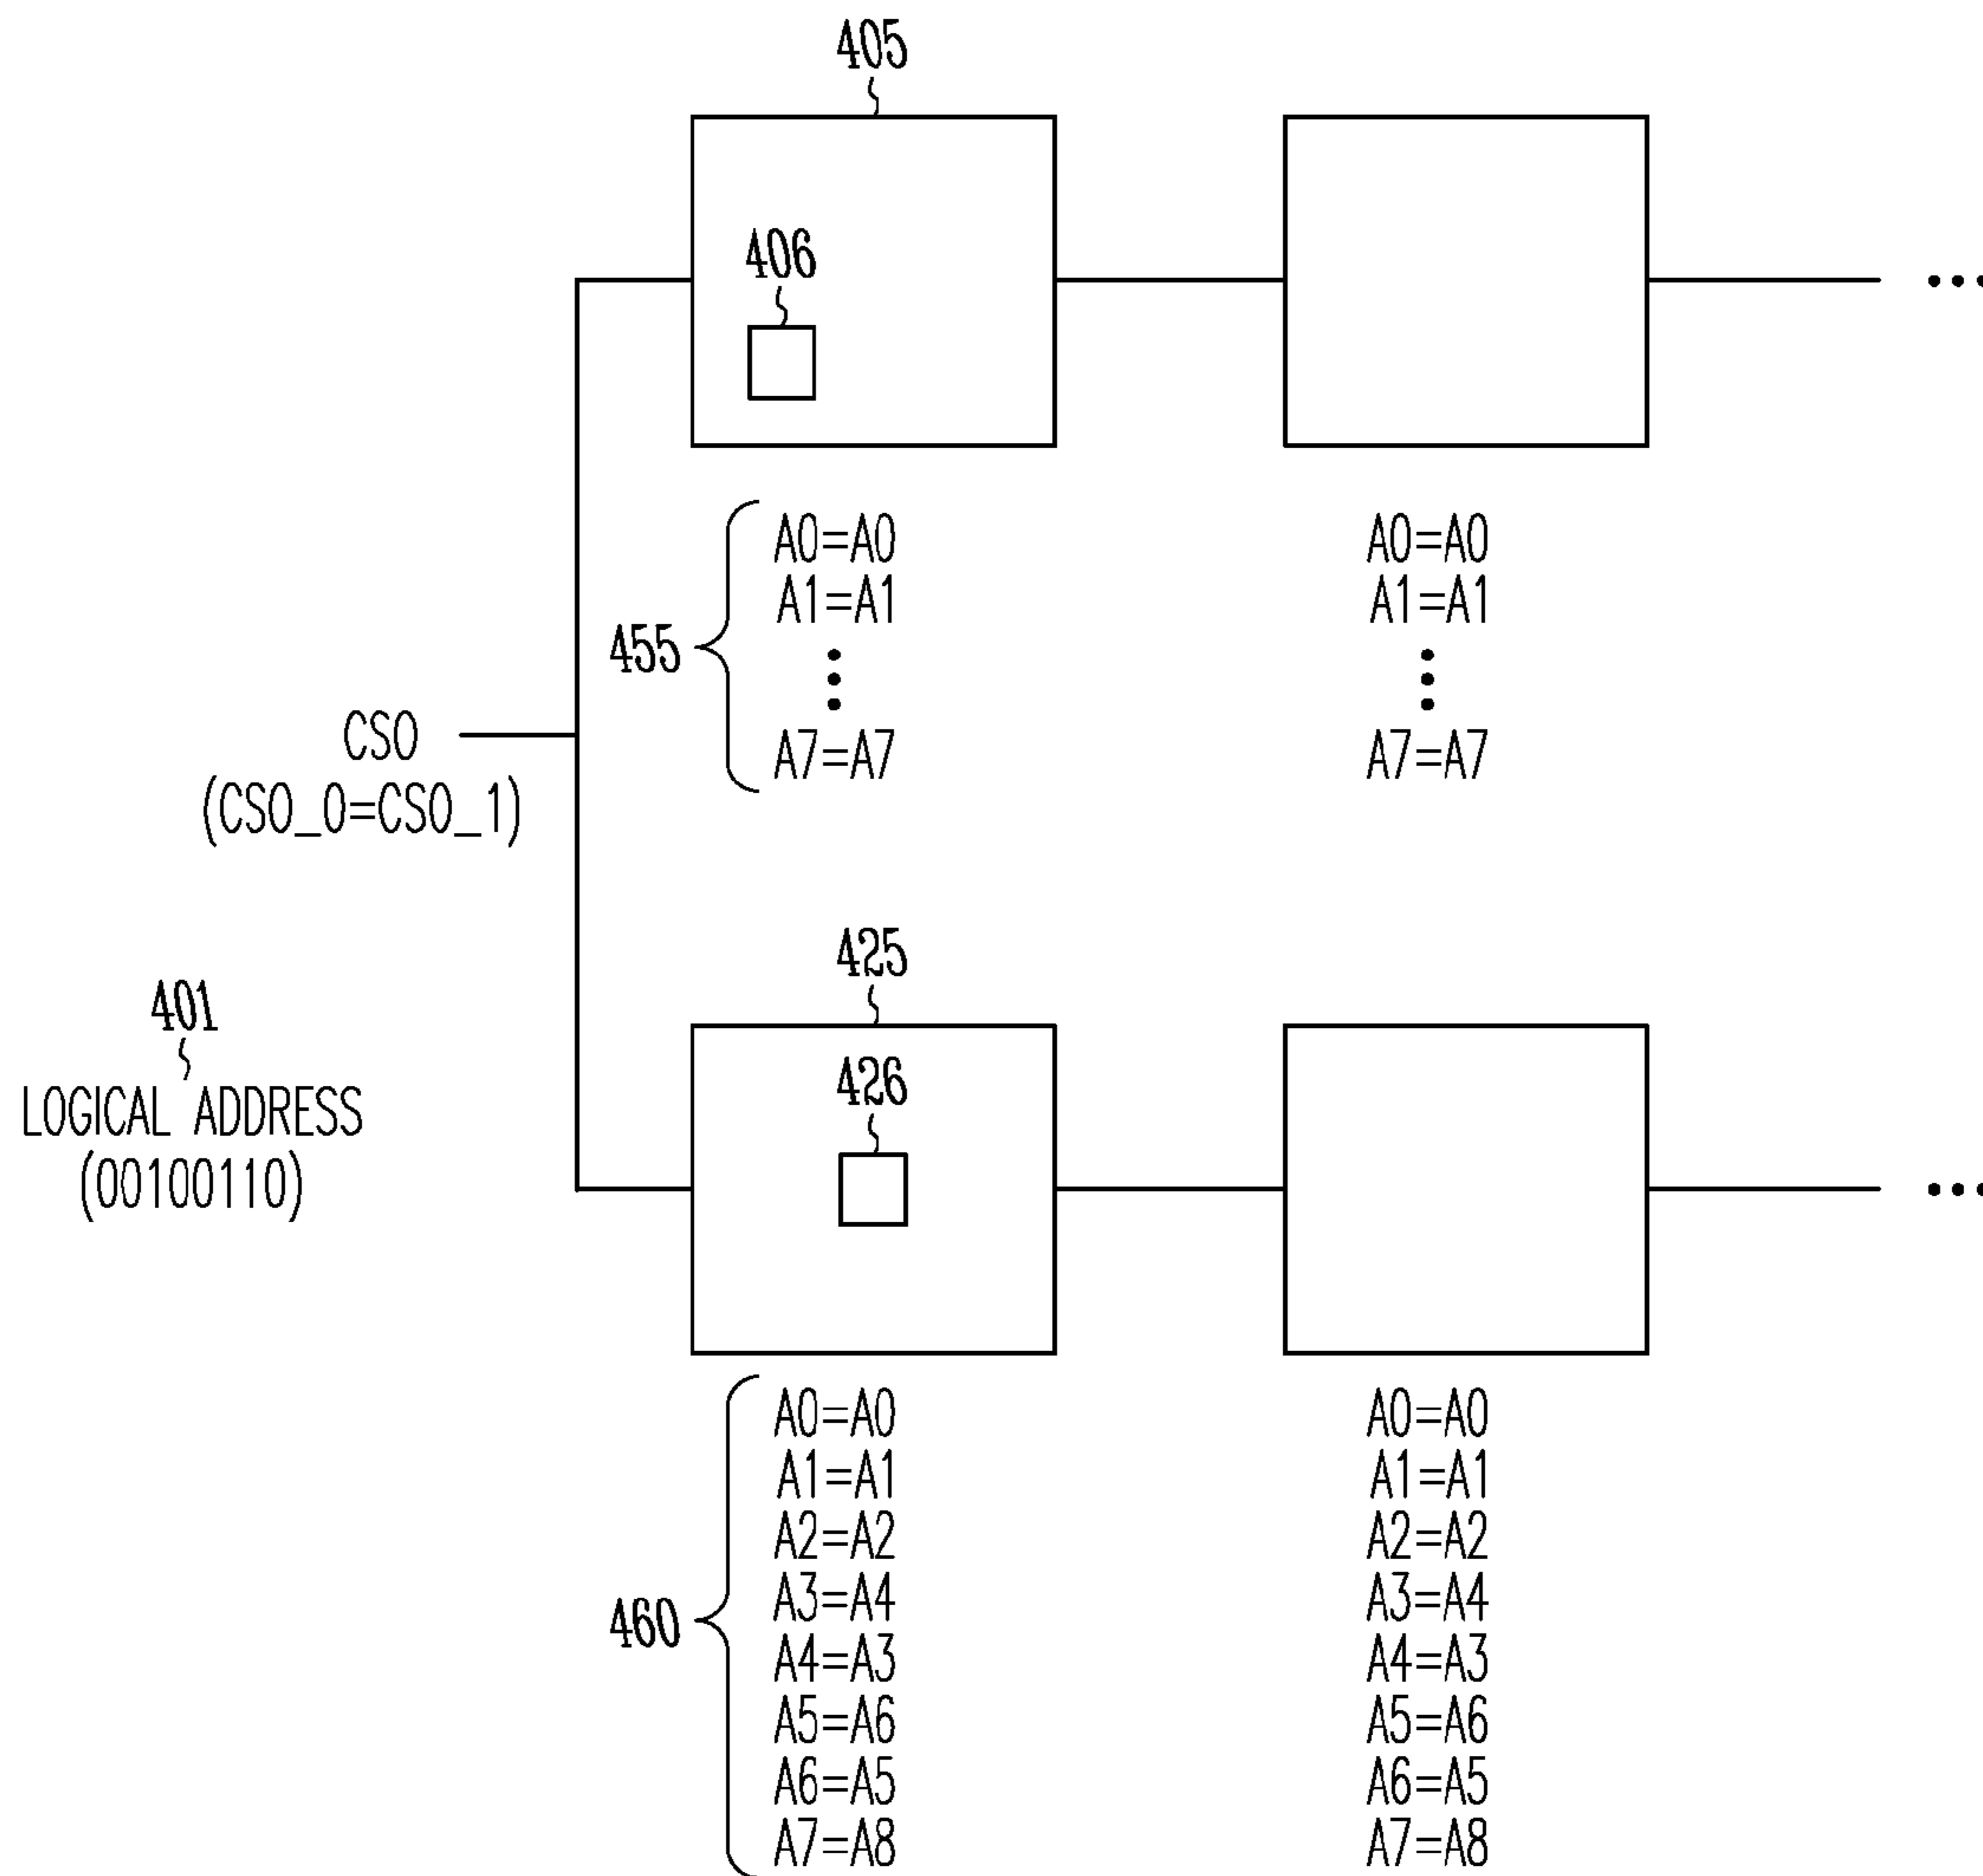 405
406
A0=A0 A0=A0
A1=A1 A1=A1
455
A7=A7 A7=A7
CS0
(CS0_0=CS0_1)
425
426
401
LOGICAL ADDRESS
(00100110)
A0=A0 A0=A0
A1=A1 A1=A1
A2=A2 A2=A2
A3=A4 A3=A4
460
A4=A3 A4=A3
A5=A6 A5=A6
A6=A5 A6=A5
A7=A8 A7=A8